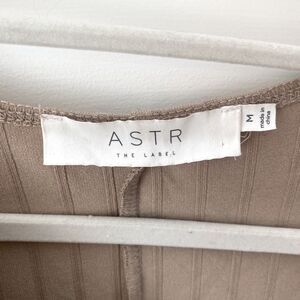 ASTR
THE LABEL
M
made in
china